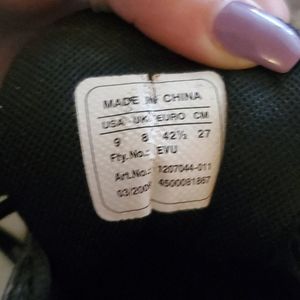 MADE IN CHINA
USA UK EURO CM
9 8 42½ 27
Fty.No.: EVU
Art.No.: 1207044-011
03/200 4500081867